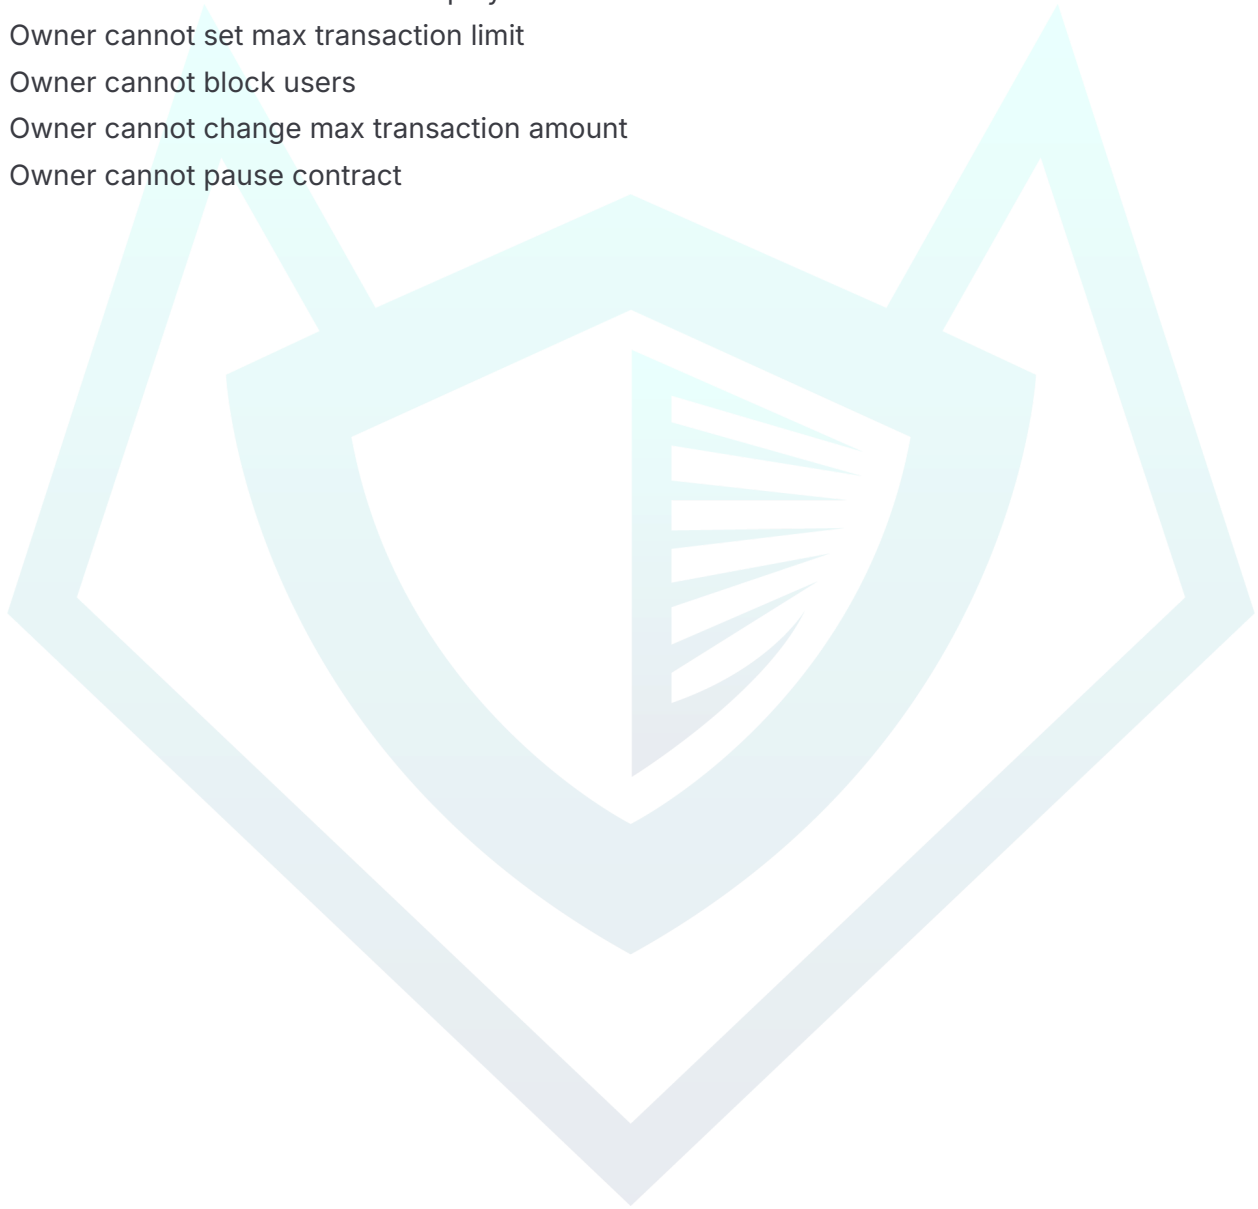 Owner cannot set max transaction limit
Owner cannot block users
Owner cannot change max transaction amount
Owner cannot pause contract